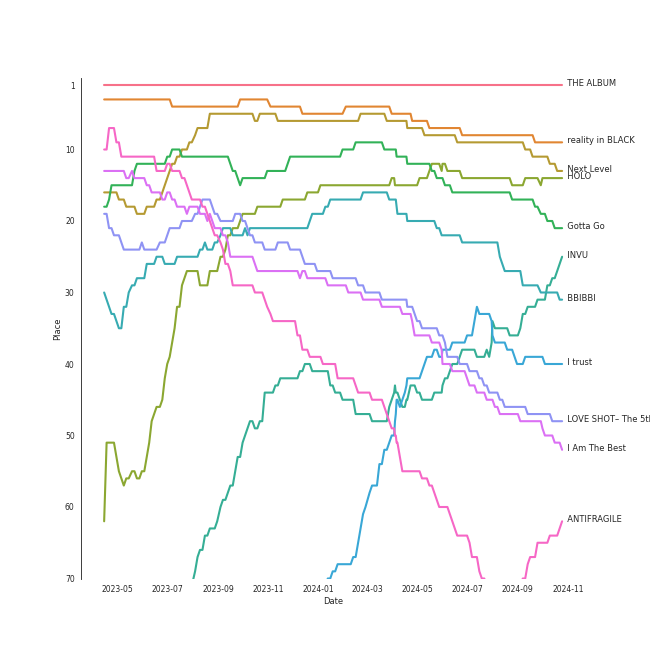 1
THE ALBUM
reality in BLACK
10
Next Level
HOLO
20
Gotta Go
INVU
30
BBIBBI
Place
40
I trust
LOVE SHOT– The 5th
50
I Am The Best
60
ANTIFRAGILE
70
2023-05 2023-07 2023-09 2023-11 2024-01 2024-03 2024-05 2024-07 2024-09 2024-11
Date